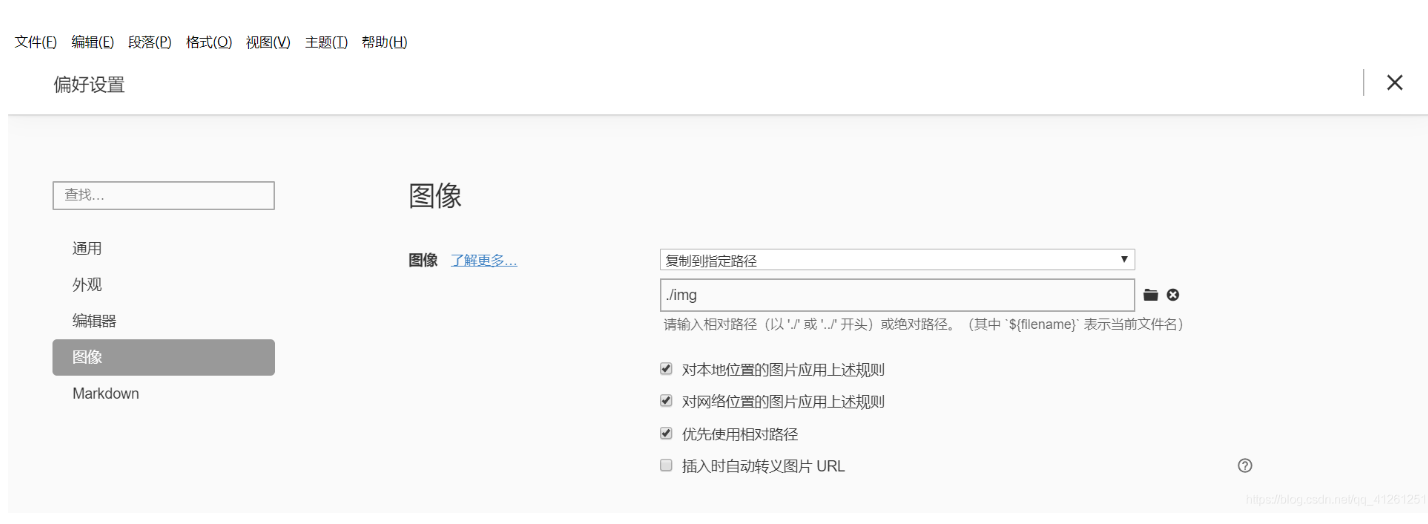 文件(F) 编辑(E) 段落(P) 格式(O) 视图(V) 主题(T) 帮助(H)
偏好设置
查找...
通用
外观
编辑器
图像
Markdown
图像
图像 了解更多...
复制到指定路径
./img
请输入相对路径（以 './' 或 '../' 开头）或绝对路径。（其中 `${filename}` 表示当前文件名）
对本地位置的图片应用上述规则
对网络位置的图片应用上述规则
优先使用相对路径
插入时自动转义图片 URL
https://blog.csdn.net/qq_41261251